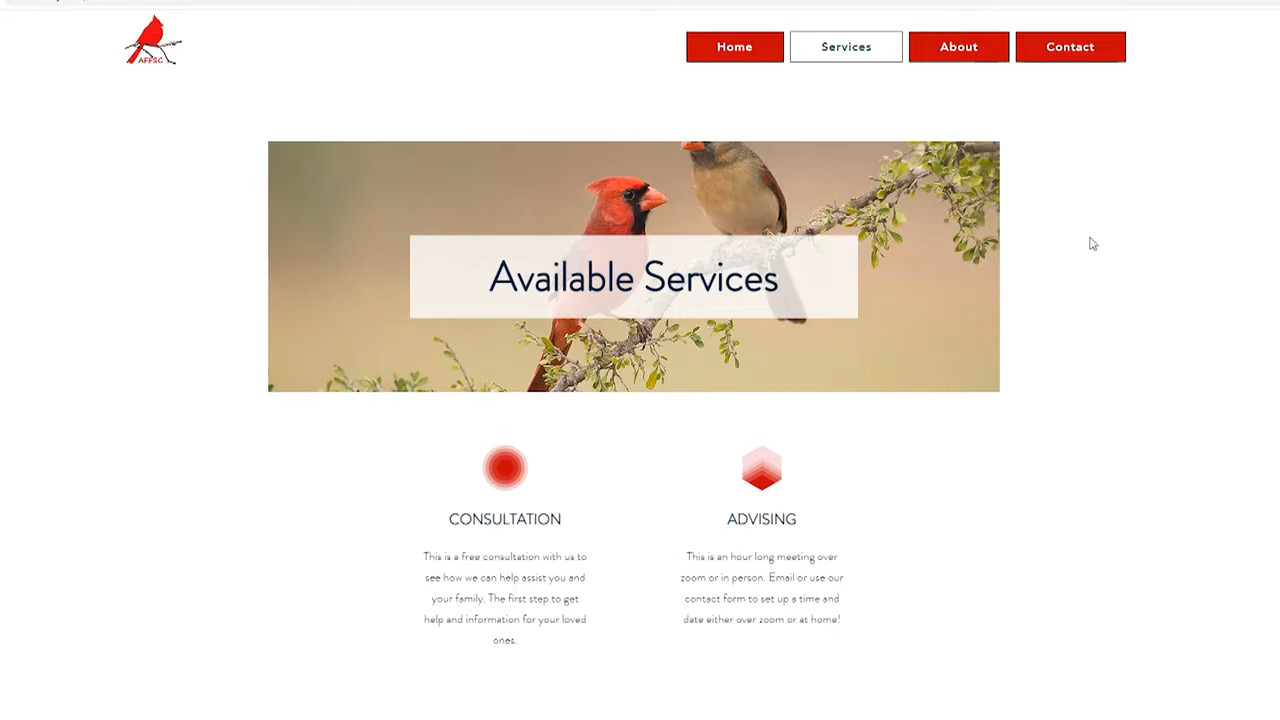 AFFSC
Home Services About Contact
Available Services
CONSULTATION
This is a free consultation with us to
see how we can help assist you and
your family. The first step to get
help and information for your loved
ones.
ADVISING
This is an hour long meeting over
zoom or in person. Email or use our
contact form to set up a time and
date either over zoom or at home!